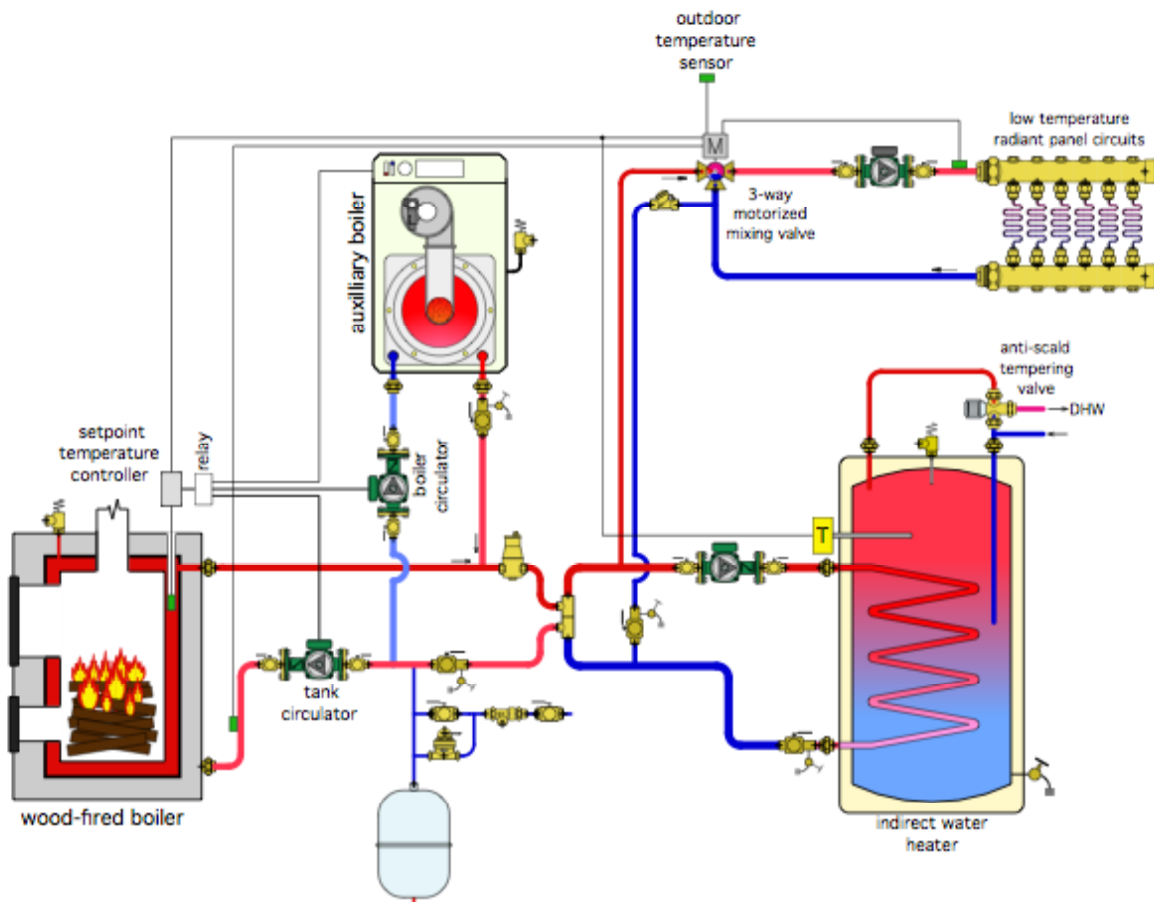 outdoor
temperature
sensor
low temperature
radiant panel circuits
M
3-way
motorized
mixing valve
auxilliary boiler
anti-scald
tempering
valve
DHW
setpoint
temperature
controller
relay
boiler
circulator
T
tank
circulator
wood-fired boiler
indirect water
heater